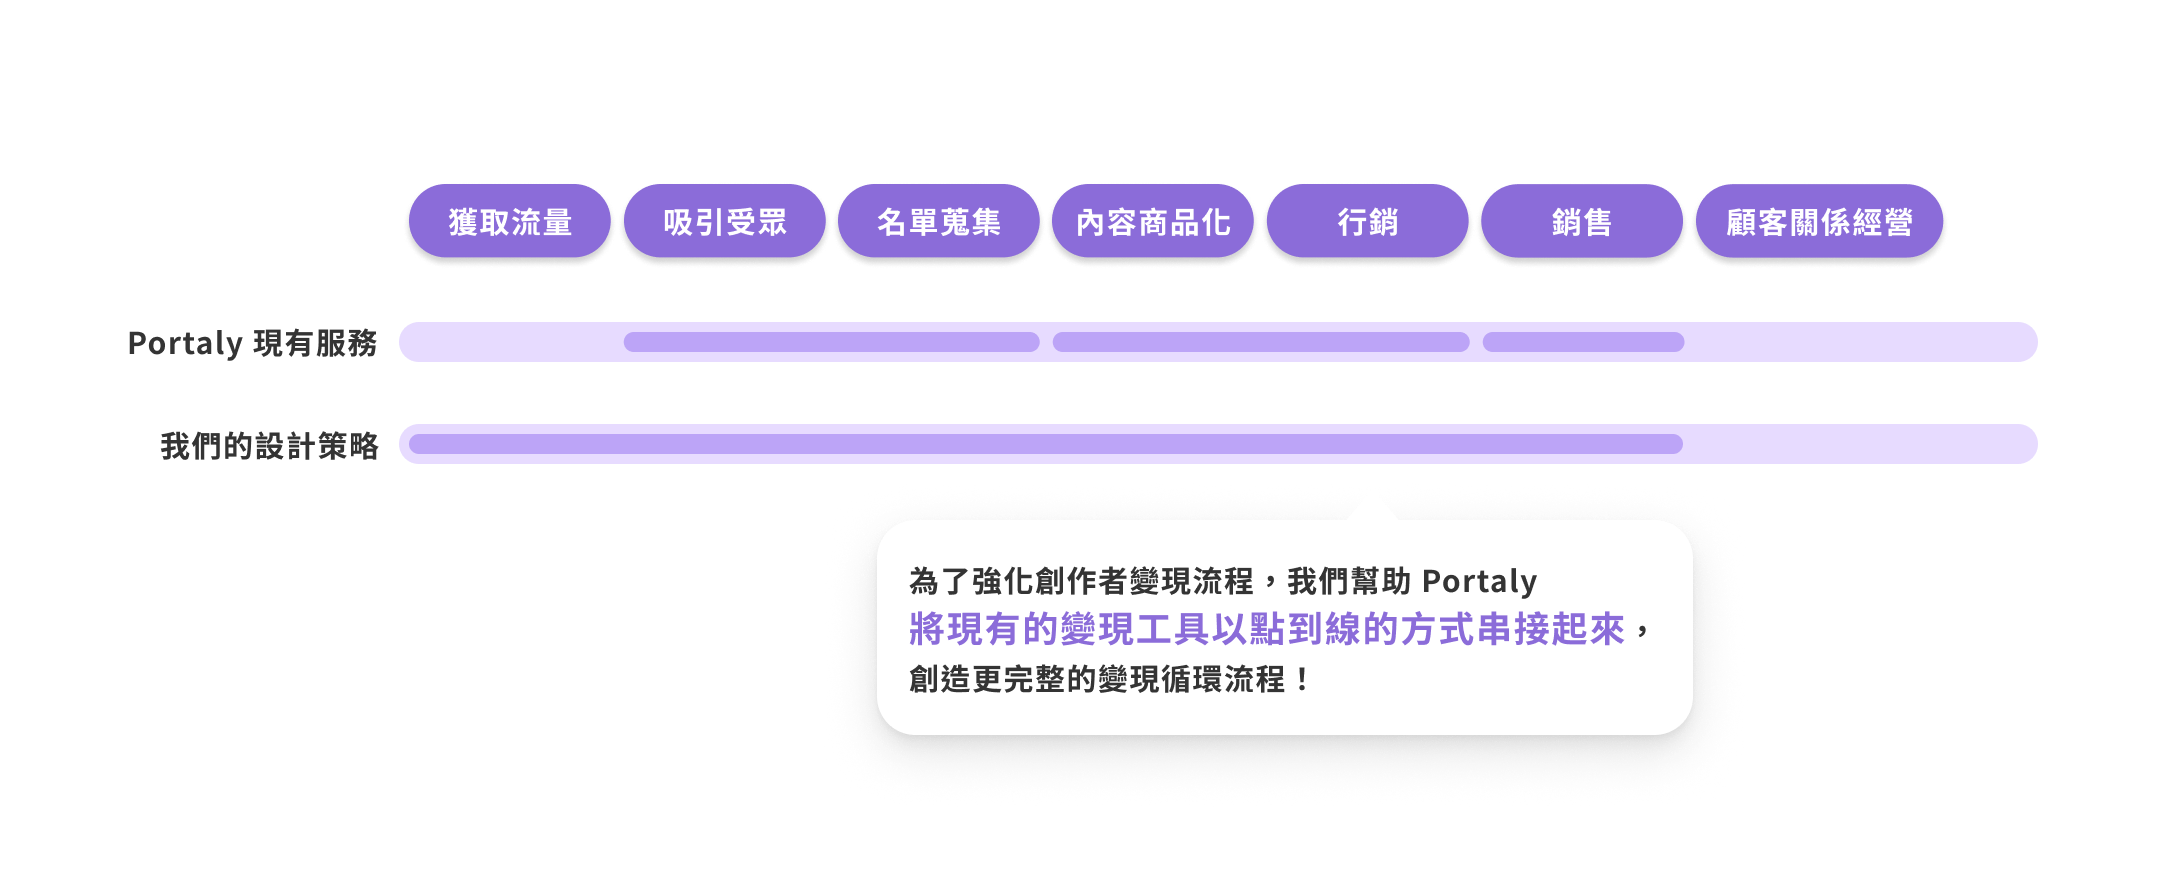 獲取流量
吸引受眾
名單蒐集
內容商品化
行銷
銷售
顧客關係經營
Portaly 現有服務
我們的設計策略
為了強化創作者變現流程，我們幫助 Portaly
將現有的變現工具以點到線的方式串接起來，
創造更完整的變現循環流程！